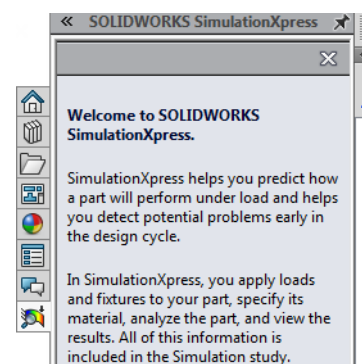 SOLIDWORKS SimulationXpress
Welcome to SOLIDWORKS
SimulationXpress.
SimulationXpress helps you predict how
a part will perform under load and helps
you detect potential problems early in
the design cycle.
In SimulationXpress, you apply loads
and fixtures to your part, specify its
material, analyze the part, and view the
results. All of this information is
included in the Simulation study.